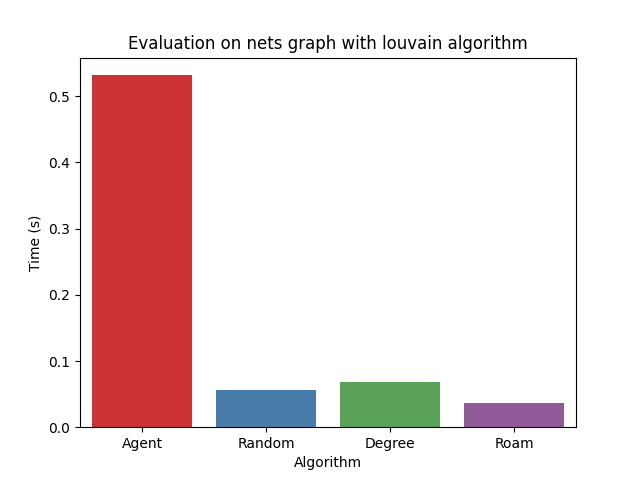 Evaluation on nets graph with louvain algorithm
Time (s)
0.5
0.4
0.3
0.2
0.1
0.0
Agent Random Degree Roam
Algorithm